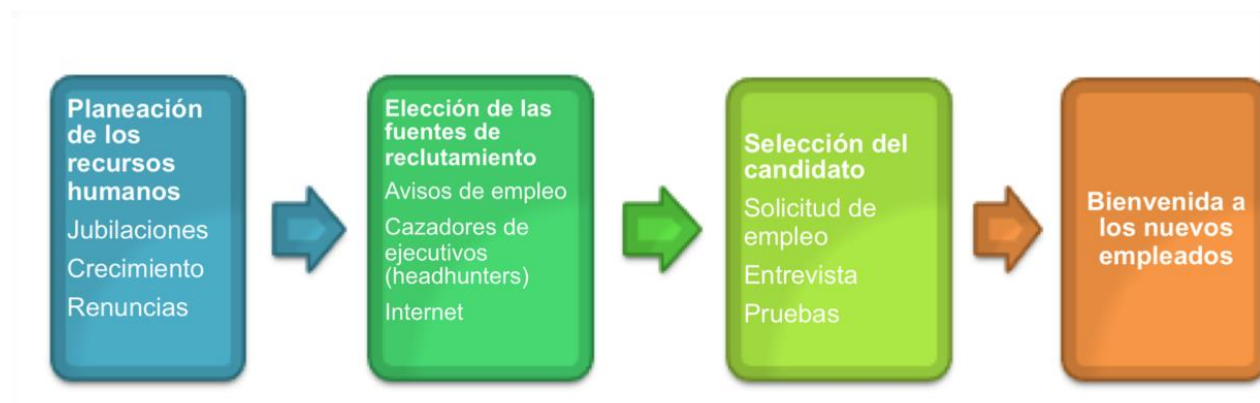 Planeación
de los
recursos
humanos
Jubilaciones
Crecimiento
Renuncias
Elección de las
fuentes de
reclutamiento
Avisos de empleo
Cazadores de
ejecutivos
(headhunters)
Internet
Selección del
candidato
Solicitud de
empleo
Entrevista
Pruebas
Bienvenida a
los nuevos
empleados